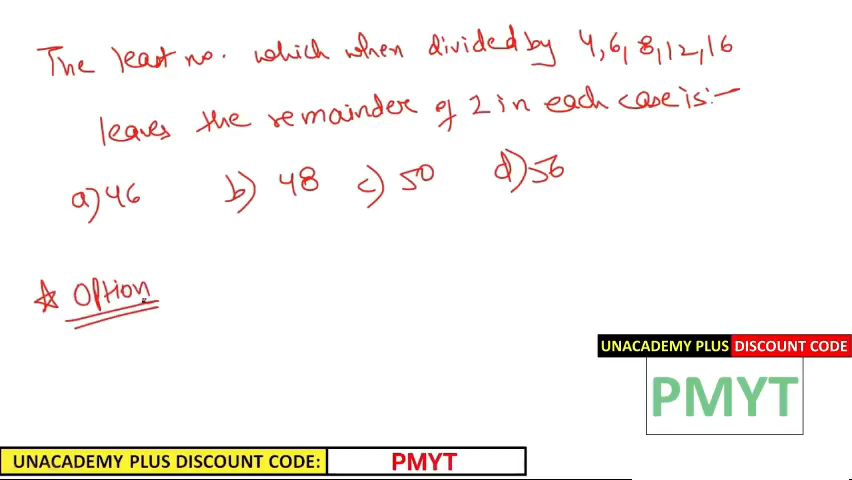 The least no. which when divided by 4,6,8,12,16
leaves the remainder of 2 in each case is:-
a) 46 b) 48 c) 50 d) 56
☆ Option
UNACADEMY PLUS DISCOUNT CODE
PMYT
UNACADEMY PLUS DISCOUNT CODE: PMYT